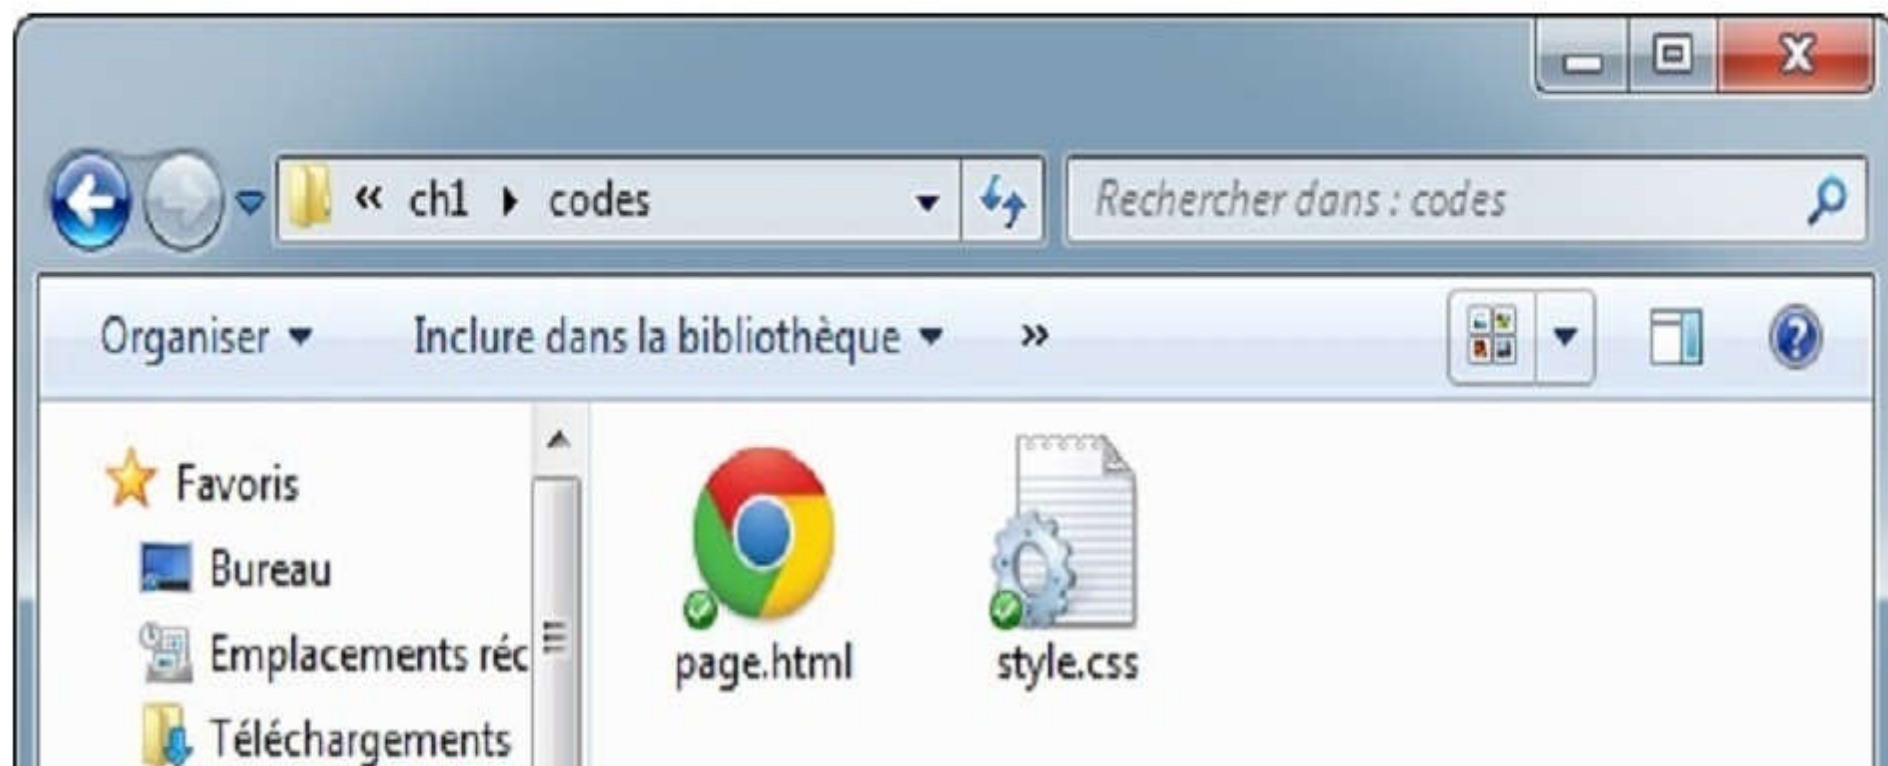 « ch1 ▸ codes
Rechercher dans : codes
Organiser
Inclure dans la bibliothèque
»
Favoris
Bureau
Emplacements réc
Téléchargements
page.html
style.css